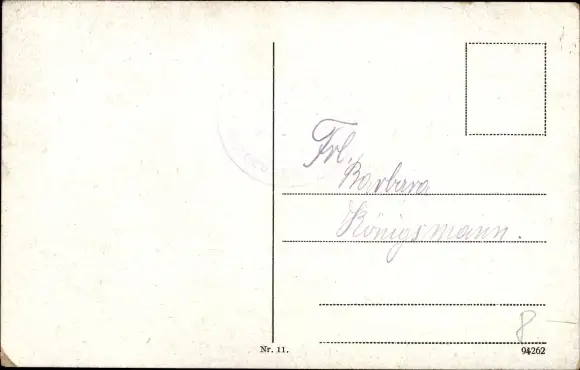 Frl.
Barbara
Königsmann.
8
Nr. 11.
94262